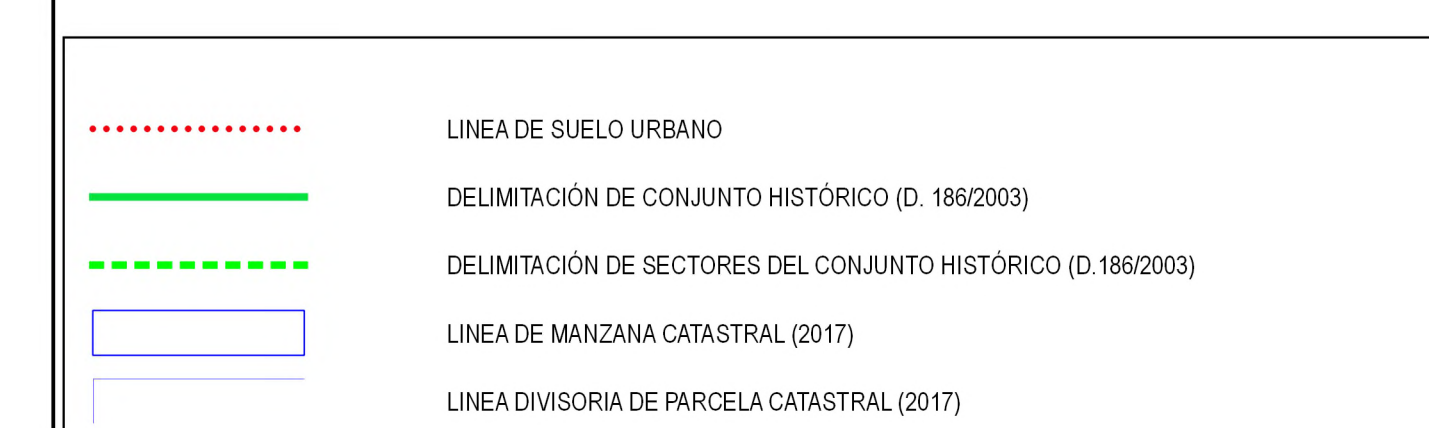 LINEA DE SUELO URBANO
DELIMITACIÓN DE CONJUNTO HISTÓRICO (D. 186/2003)
DELIMITACIÓN DE SECTORES DEL CONJUNTO HISTÓRICO (D.186/2003)
LINEA DE MANZANA CATASTRAL (2017)
LINEA DIVISORIA DE PARCELA CATASTRAL (2017)